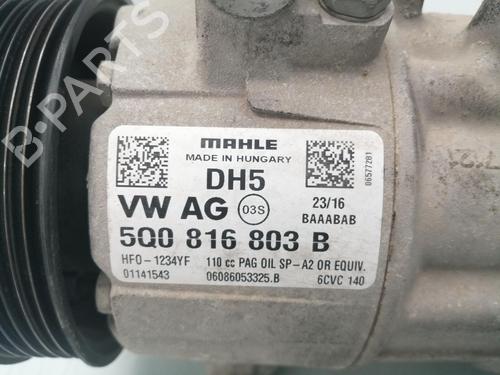 B-PARTS
MAHLE
MADE IN HUNGARY
DH5
VW AG 03S
23/16
BAAABAB
5Q0 816 803 B
HFO-1234YF 110 cc PAG OIL SP-A2 OR EQUIV.
01141543 06086053325.B 6CVC 140
06577281